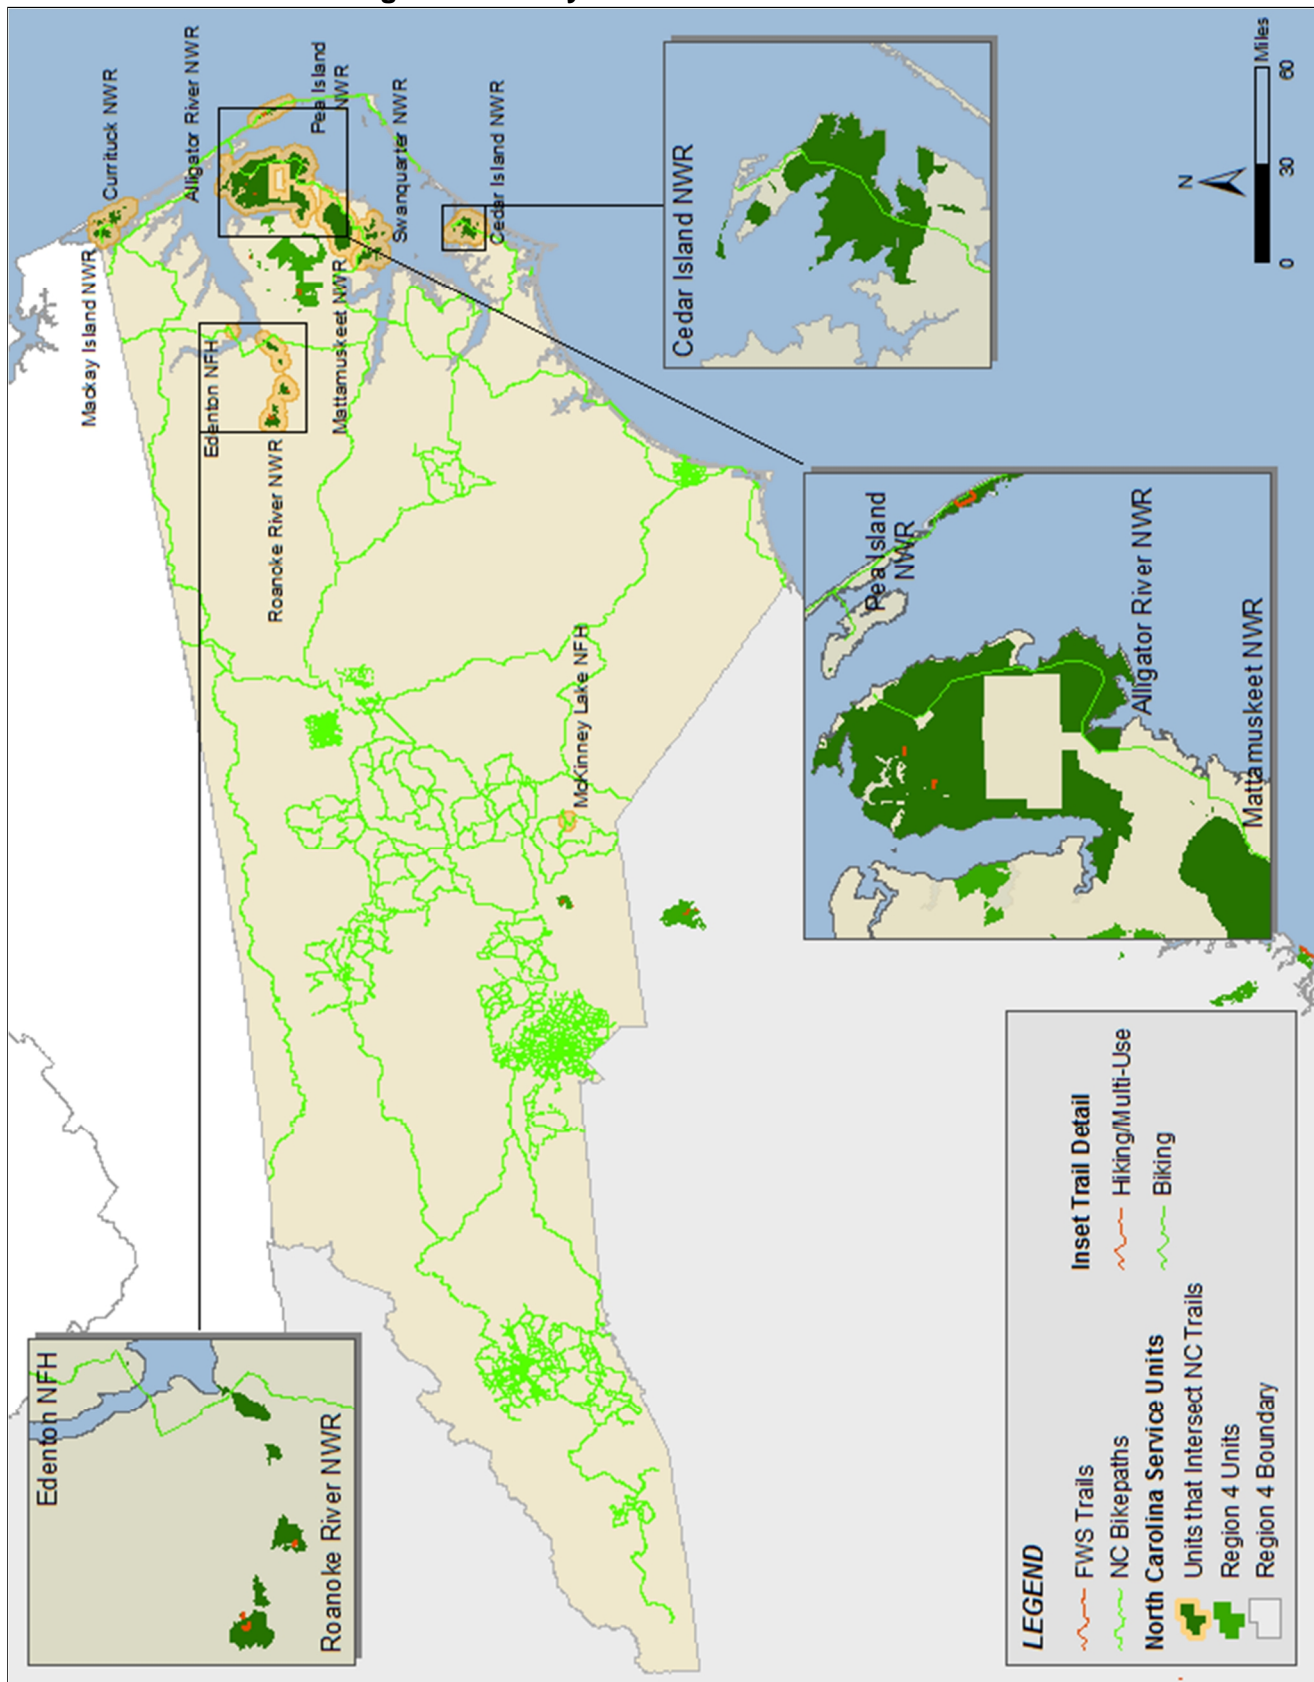 Edenton NFH
Roanoke River NWR
Mackay Island NWR
Currituck NWR
Alligator River NWR
Pea Island
NWR
Edenton NFH
Roanoke River NWR
Mattamuskeet NWR
Swanquarter NWR
Cedar Island NWR
McKinney Lake NFH
Cedar Island NWR
Pea Island
NWR
Alligator River NWR
Mattamuskeet NWR
N
0 30 60
Miles
LEGEND
FWS Trails
NC Bikepaths
North Carolina Service Units
Units that Intersect NC Trails
Region 4 Units
Region 4 Boundary
Inset Trail Detail
Hiking/Multi-Use
Biking